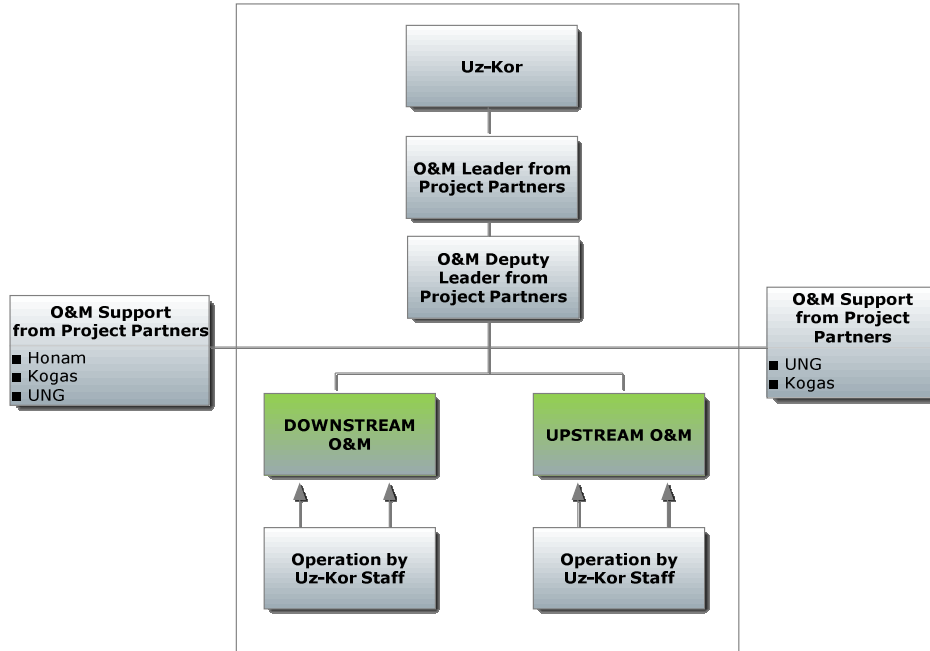 Uz-Kor
O&M Leader from
Project Partners
O&M Deputy
Leader from
Project Partners
O&M Support
from Project Partners
■ Honam
■ Kogas
■ UNG
O&M Support
from Project
Partners
■ UNG
■ Kogas
DOWNSTREAM
O&M
UPSTREAM O&M
Operation by
Uz-Kor Staff
Operation by
Uz-Kor Staff